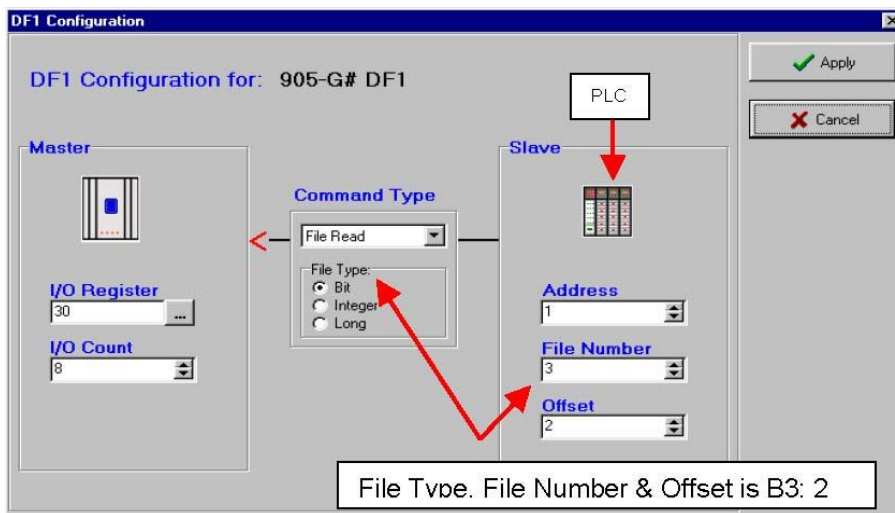 DF1 Configuration
DF1 Configuration for: 905-G# DF1
Apply
Cancel
PLC
Master
I/O Register
30
...
I/O Count
8
Command Type
File Read
File Type:
Bit
Integer
Long
Slave
Address
1
File Number
3
Offset
2
File Type. File Number & Offset is B3: 2